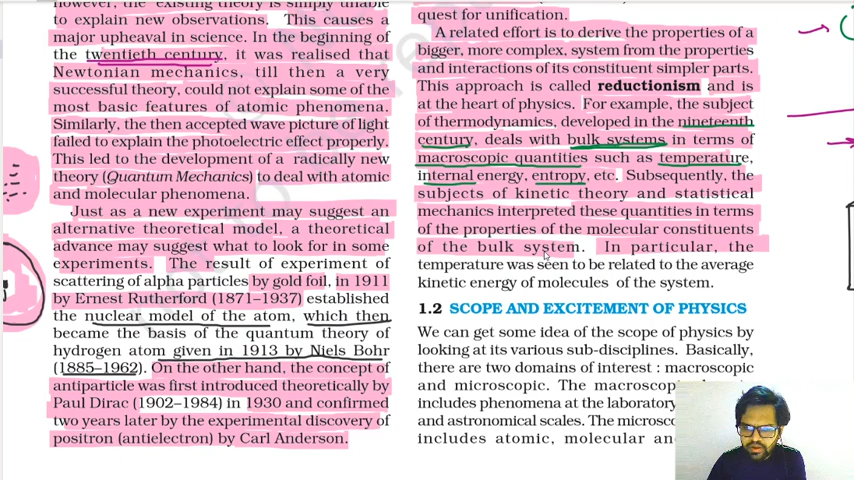 however, the existing theory is simply unable
to explain new observations. This causes a
major upheaval in science. In the beginning of
the twentieth century, it was realised that
Newtonian mechanics, till then a very
successful theory, could not explain some of the
most basic features of atomic phenomena.
Similarly, the then accepted wave picture of light
failed to explain the photoelectric effect properly.
This led to the development of a radically new
theory (Quantum Mechanics) to deal with atomic
and molecular phenomena.
Just as a new experiment may suggest an
alternative theoretical model, a theoretical
advance may suggest what to look for in some
experiments. The result of experiment of
scattering of alpha particles by gold foil, in 1911
by Ernest Rutherford (1871–1937) established
the nuclear model of the atom, which then
became the basis of the quantum theory of
hydrogen atom given in 1913 by Niels Bohr
(1885–1962). On the other hand, the concept of
antiparticle was first introduced theoretically by
Paul Dirac (1902–1984) in 1930 and confirmed
two years later by the experimental discovery of
positron (antielectron) by Carl Anderson.
quest for unification.
A related effort is to derive the properties of a
bigger, more complex, system from the properties
and interactions of its constituent simpler parts.
This approach is called reductionism and is
at the heart of physics. For example, the subject
of thermodynamics, developed in the nineteenth
century, deals with bulk systems in terms of
macroscopic quantities such as temperature,
internal energy, entropy, etc. Subsequently, the
subjects of kinetic theory and statistical
mechanics interpreted these quantities in terms
of the properties of the molecular constituents
of the bulk system. In particular, the
temperature was seen to be related to the average
kinetic energy of molecules of the system.
1.2 SCOPE AND EXCITEMENT OF PHYSICS
We can get some idea of the scope of physics by
looking at its various sub-disciplines. Basically,
there are two domains of interest : macroscopic
and microscopic. The macroscopic
includes phenomena at the laboratory
and astronomical scales. The
includes atomic, molecular